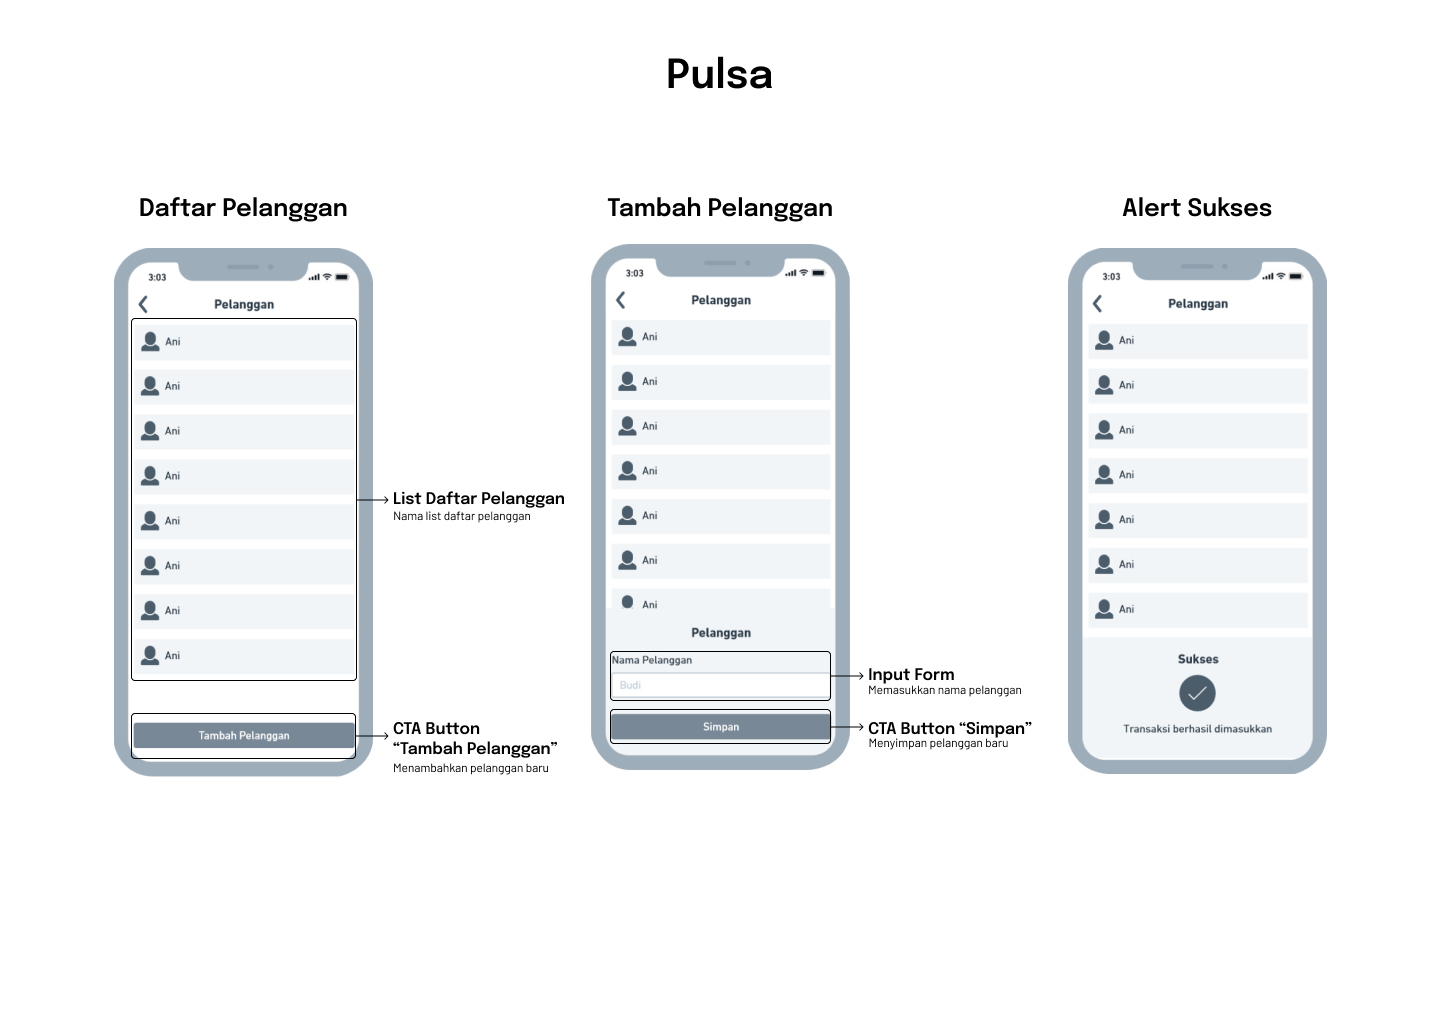 Pulsa
Daftar Pelanggan
3:03
Pelanggan
Ani
Ani
Ani
Ani
Ani
Ani
Ani
Ani
Tambah Pelanggan
List Daftar Pelanggan
Nama list daftar pelanggan
CTA Button
“Tambah Pelanggan”
Menambahkan pelanggan baru
Tambah Pelanggan
3:03
Pelanggan
Ani
Ani
Ani
Ani
Ani
Ani
Ani
Pelanggan
Nama Pelanggan
Budi
Simpan
Input Form
Memasukkan nama pelanggan
CTA Button “Simpan”
Menyimpan pelanggan baru
Alert Sukses
3:03
Pelanggan
Ani
Ani
Ani
Ani
Ani
Ani
Ani
Sukses
Transaksi berhasil dimasukkan